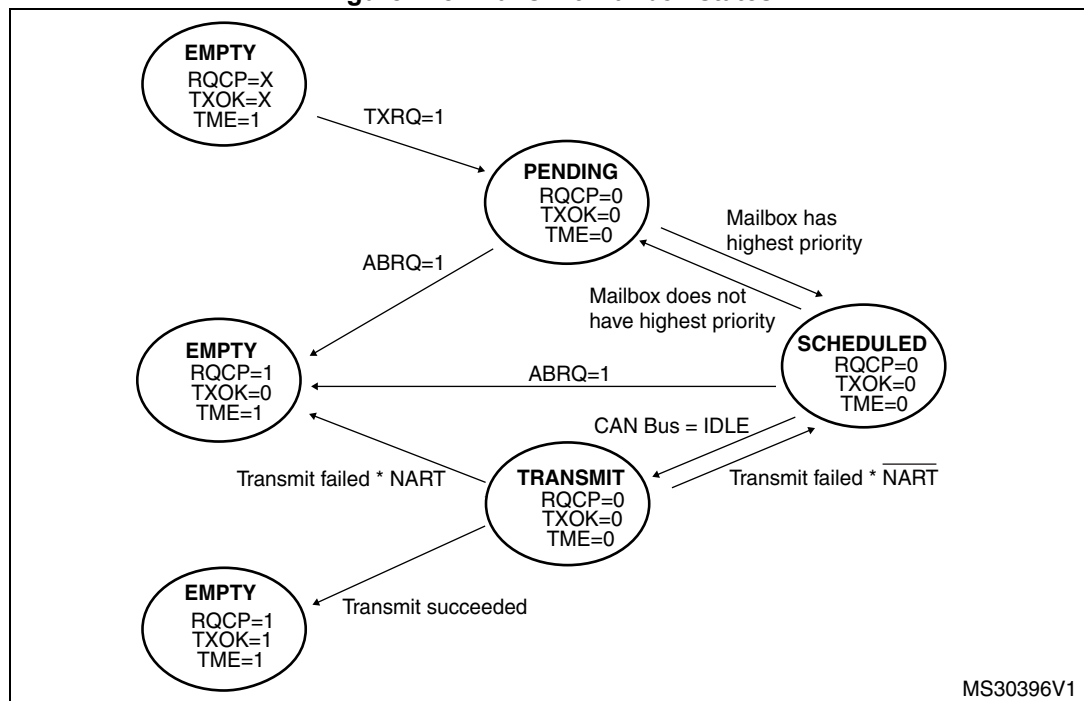 EMPTY
RQCP=X
TXOK=X
TME=1
TXRQ=1
PENDING
RQCP=0
TXOK=0
TME=0
Mailbox has
highest priority
ABRQ=1
Mailbox does not
have highest priority
EMPTY
RQCP=1
TXOK=0
TME=1
SCHEDULED
RQCP=0
TXOK=0
TME=0
ABRQ=1
CAN Bus = IDLE
Transmit failed * NART
TRANSMIT
RQCP=0
TXOK=0
TME=0
Transmit failed * N̅A̅R̅T̅
EMPTY
RQCP=1
TXOK=1
TME=1
Transmit succeeded
MS30396V1